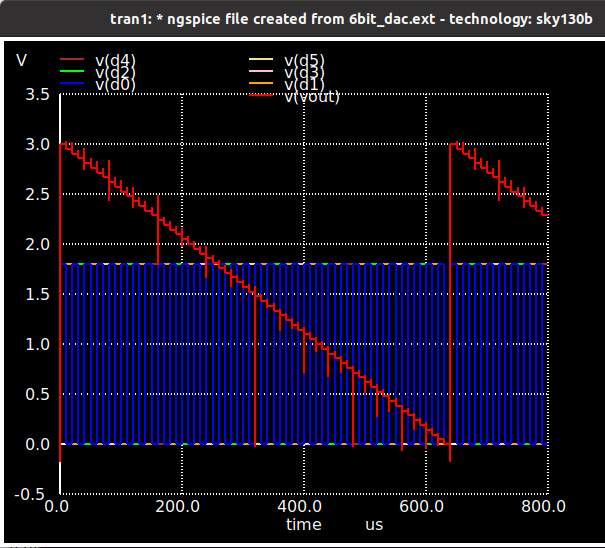 tran1: * ngspice file created from 6bit_dac.ext - technology: sky130b
V
v(d4) v(d5)
v(d2) v(d3)
v(d0) v(d1)
v(vout)
3.5
3.0
2.5
2.0
1.5
1.0
0.5
0.0
-0.5
0.0 200.0 400.0 600.0 800.0
time us